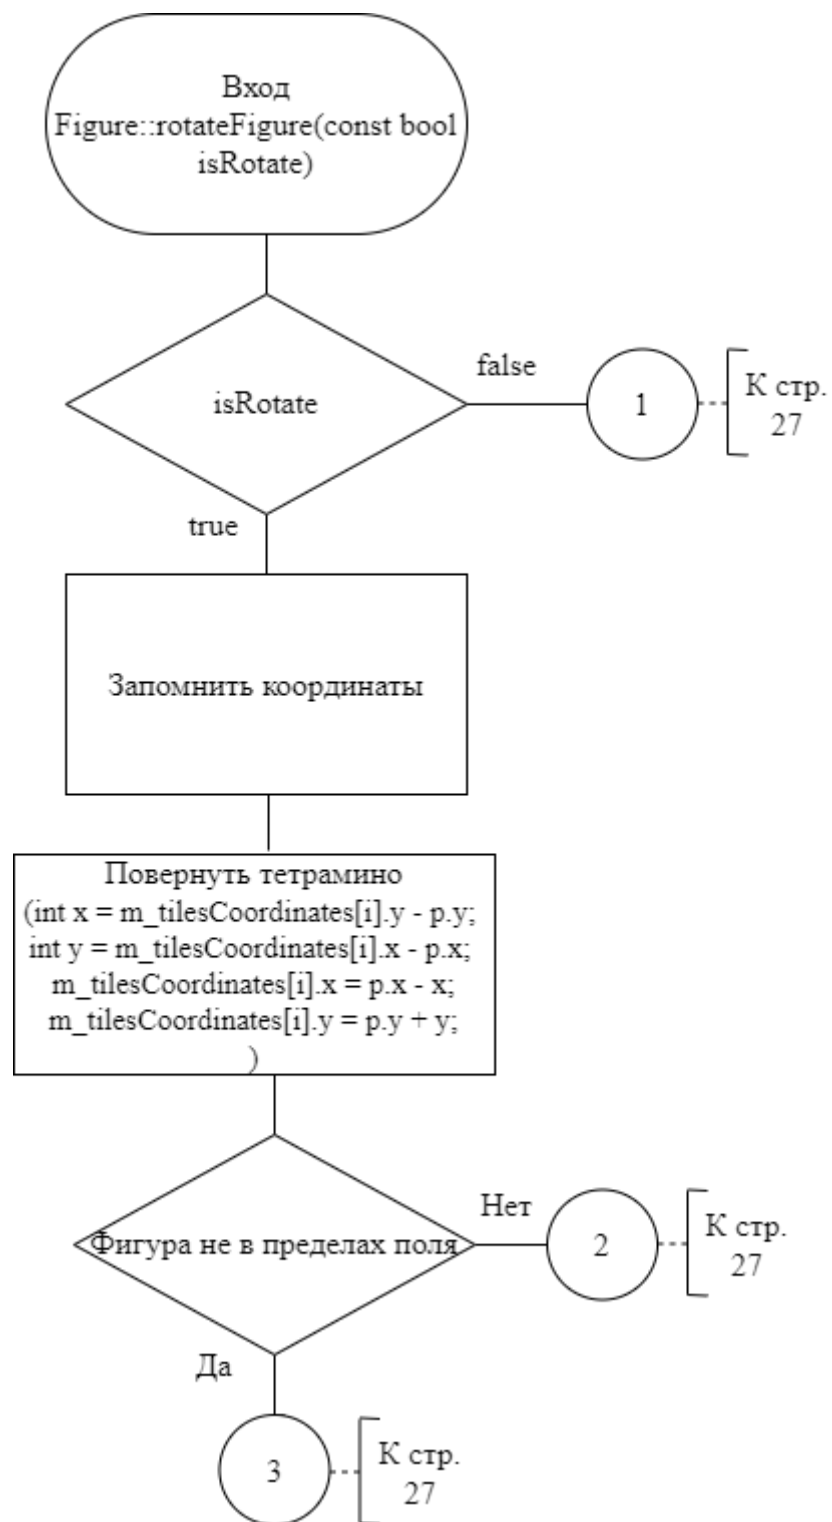 Вход
Figure::rotateFigure(const bool
isRotate)
isRotate
false
1
К стр.
27
true
Запомнить координаты
Повернуть тетрамино
(int x = m_tilesCoordinates[i].y - p.y;
int y = m_tilesCoordinates[i].x - p.x;
m_tilesCoordinates[i].x = p.x - x;
m_tilesCoordinates[i].y = p.y + y;
)
Фигура не в пределах поля
Нет
2
К стр.
27
Да
3
К стр.
27